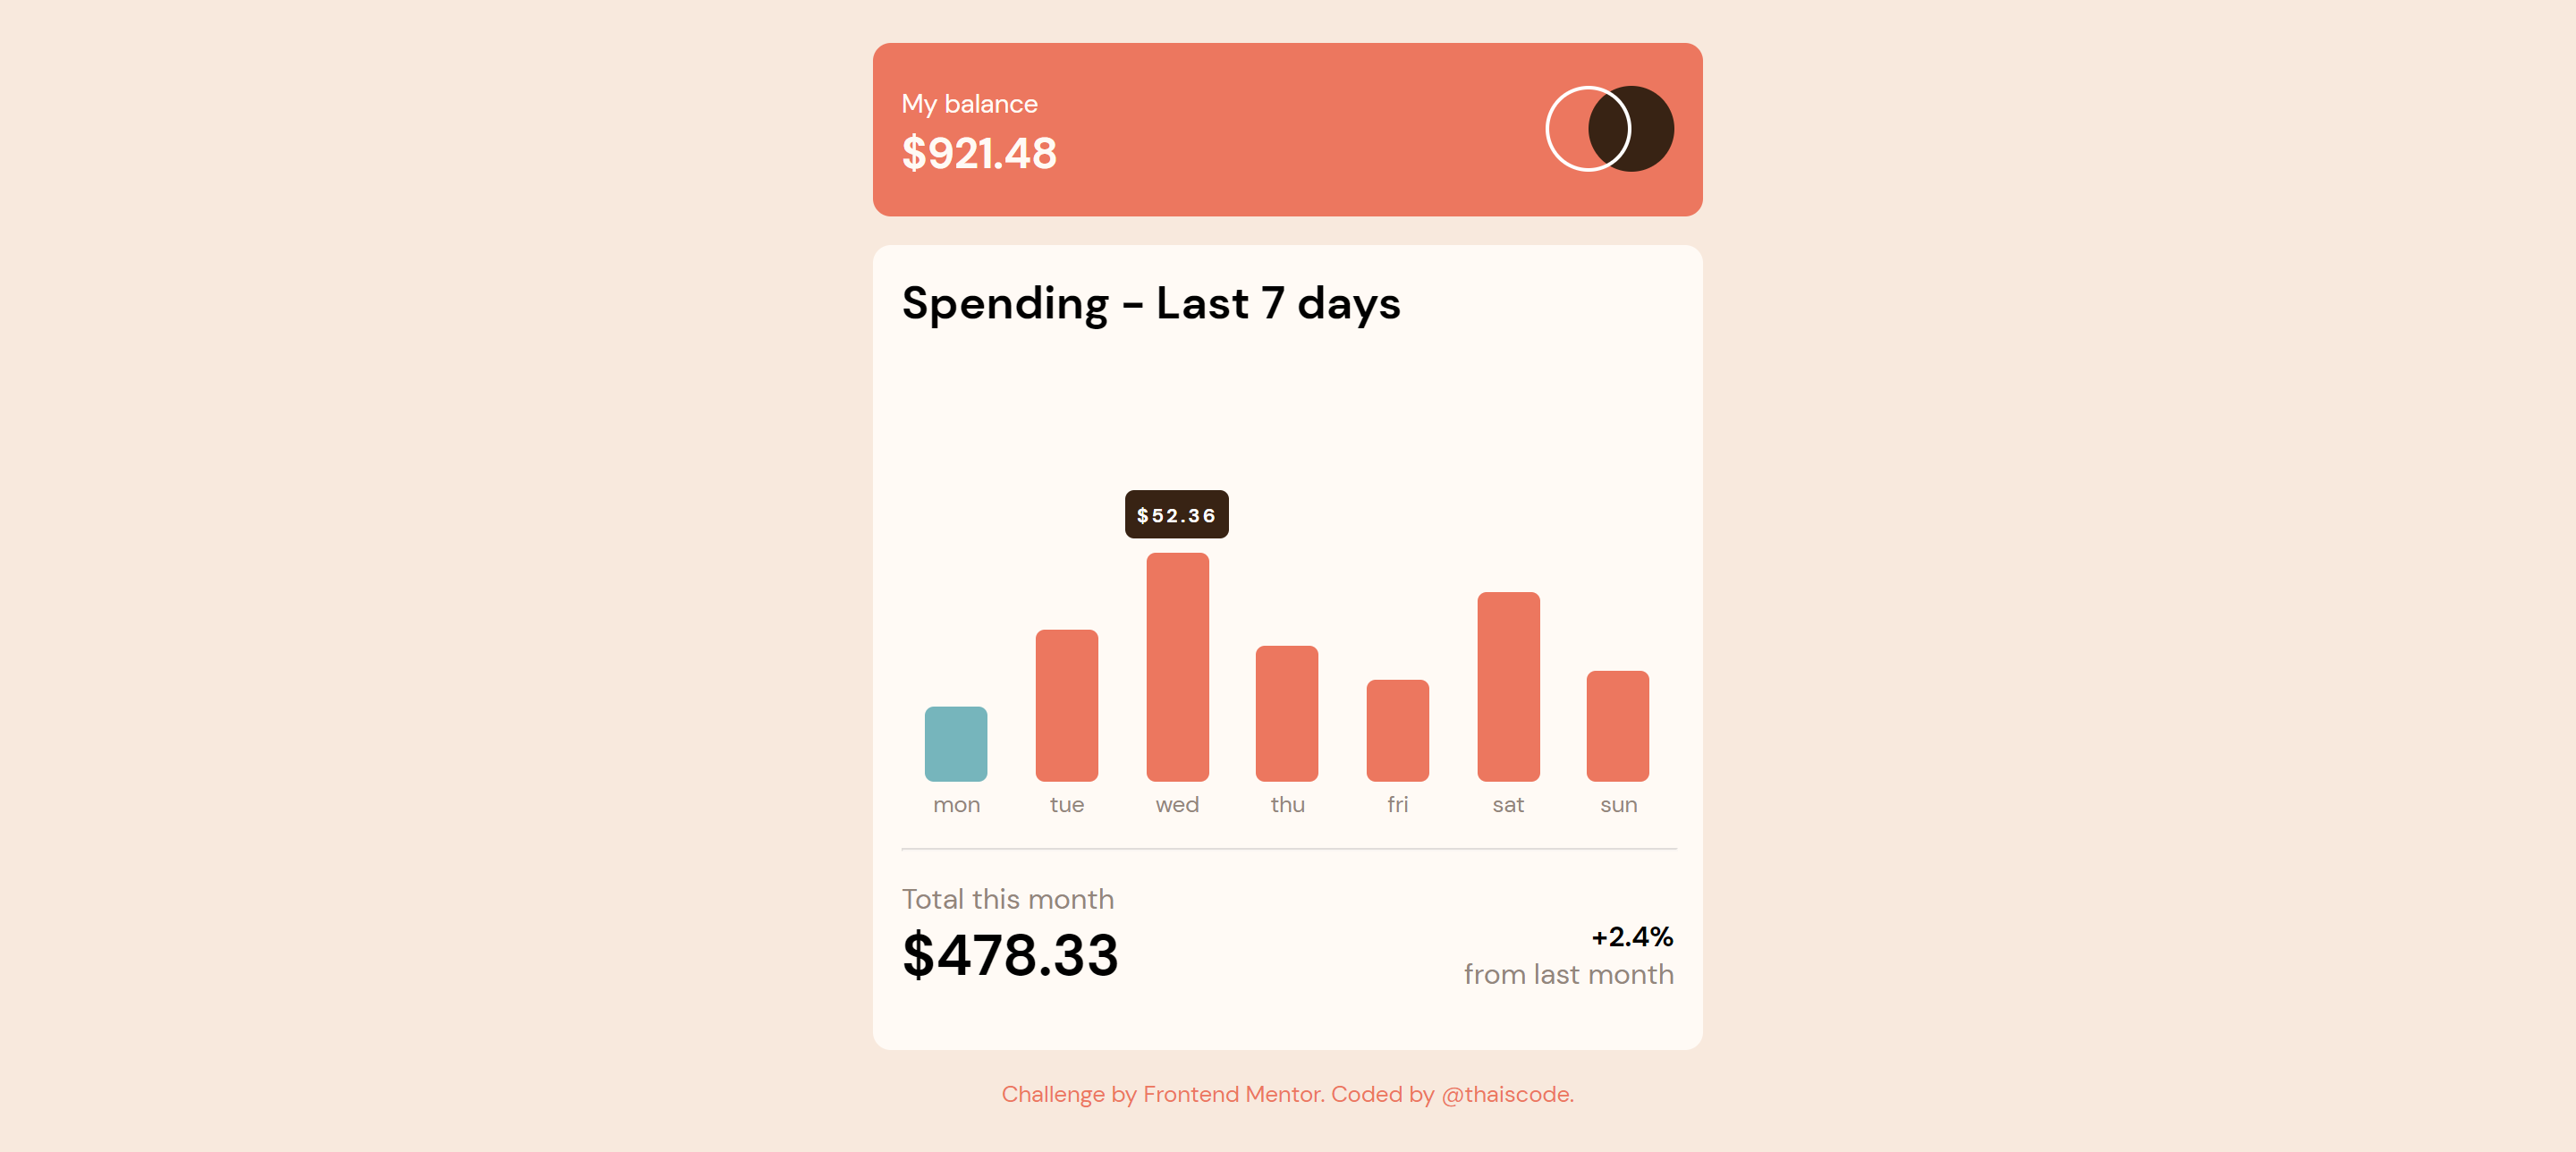 My balance
$921.48
Spending - Last 7 days
$52.36
mon tue wed thu fri sat sun
Total this month
$478.33
+2.4%
from last month
Challenge by Frontend Mentor. Coded by @thaiscode.